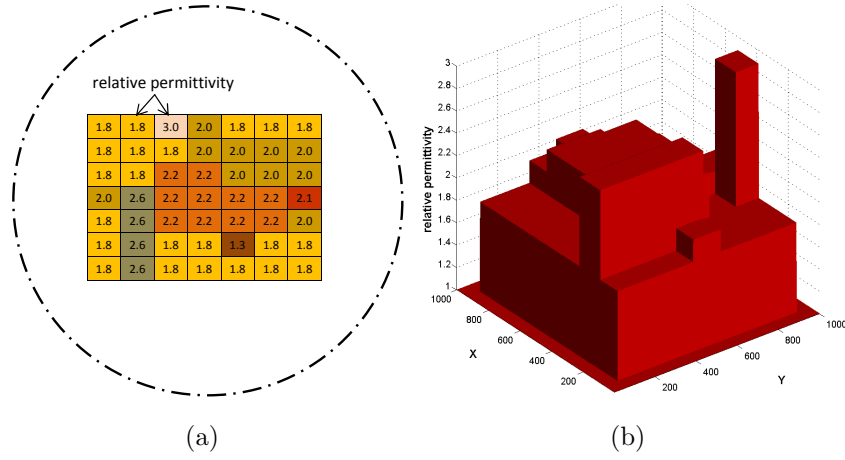 relative permittivity
1.8 1.8 3.0 2.0 1.8 1.8 1.8
1.8 1.8 1.8 2.0 2.0 2.0 2.0
1.8 1.8 2.2 2.2 2.0 2.0 2.0
2.0 2.6 2.2 2.2 2.2 2.2 2.1
1.8 2.6 2.2 2.2 2.2 2.2 2.0
1.8 2.6 1.8 1.8 1.3 1.8 1.8
1.8 2.6 1.8 1.8 1.8 1.8 1.8
(a)
relative permittivity
3
2.8
2.6
2.4
2.2
2
1.8
1.6
1.4
1.2
1
1000
800
600
400
200
X
200
400
600
800
1000
Y
(b)